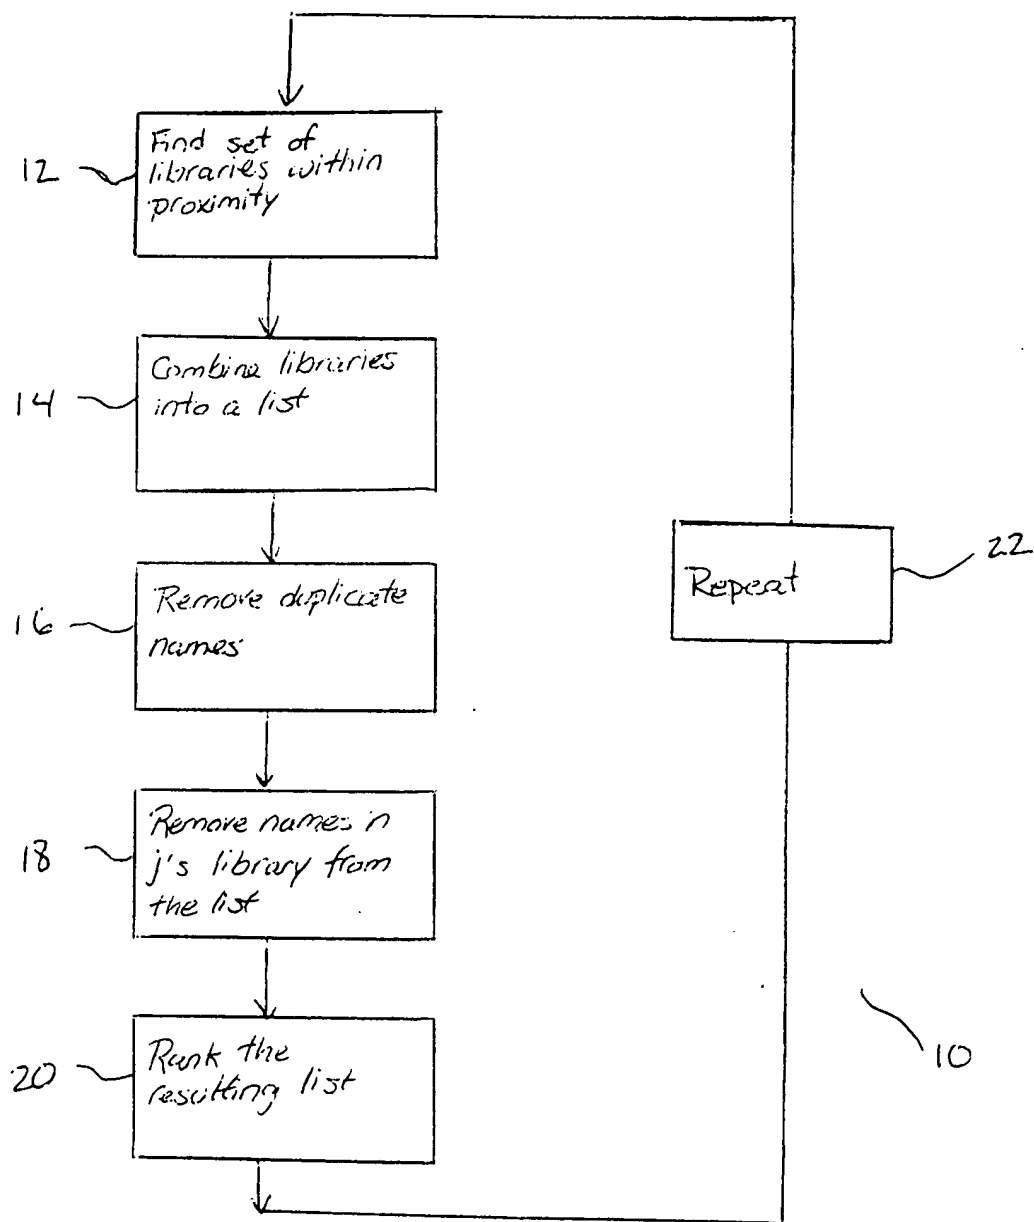 12
Find set of
libraries within
proximity
14
Combine libraries
into a list
16
Remove duplicate
names
Repeat
22
18
Remove names in
j's library from
the list
10
20
Rank the
resulting list